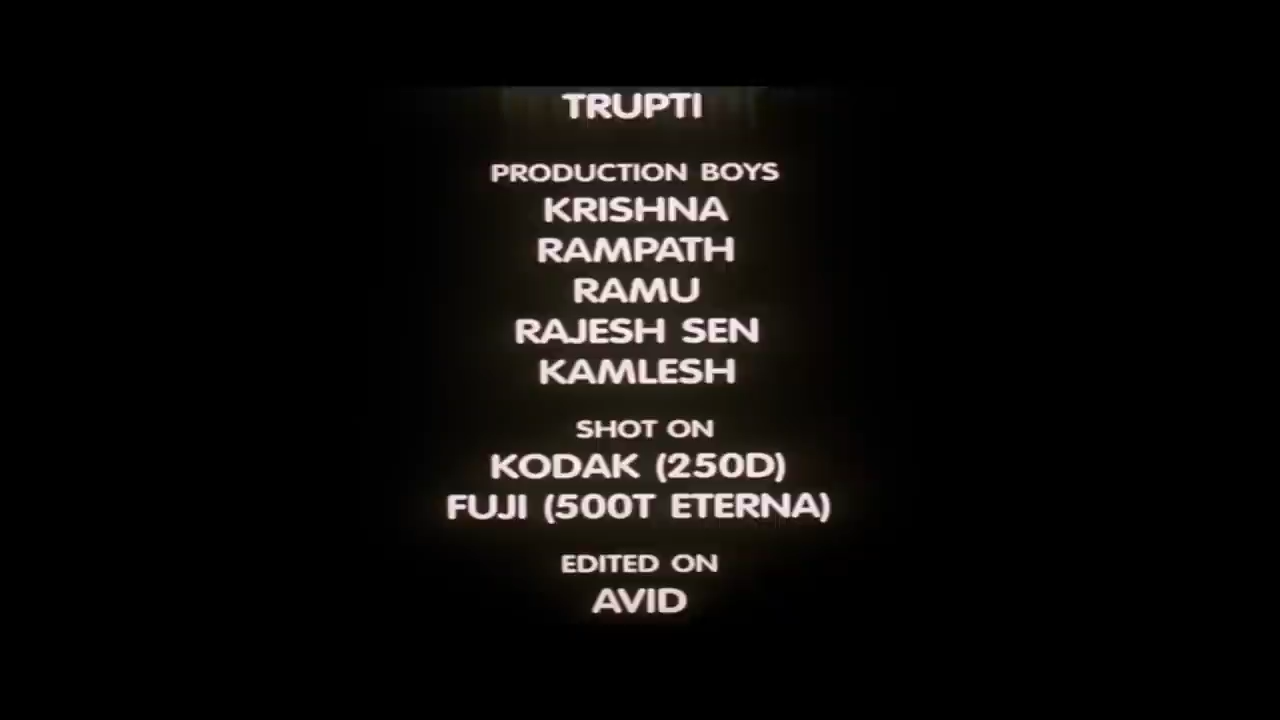 TRUPTI
PRODUCTION BOYS
KRISHNA
RAMPATH
RAMU
RAJESH SEN
KAMLESH
SHOT ON
KODAK (250D)
FUJI (500T ETERNA)
EDITED ON
AVID